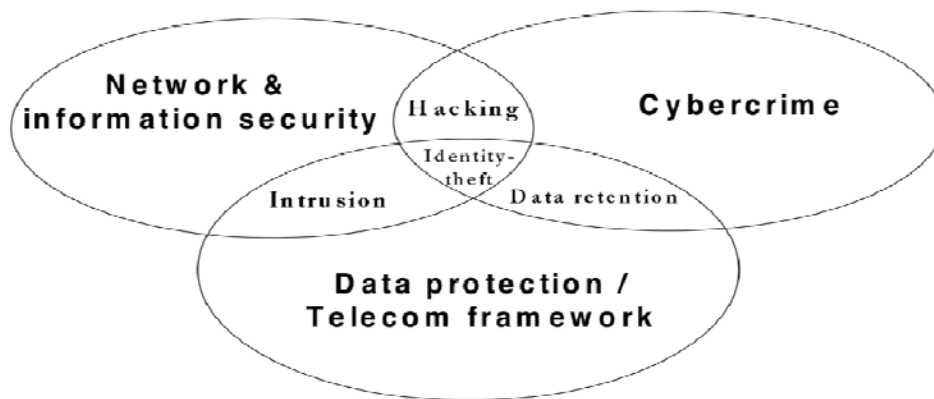 Network &
information security
Cybercrime
Hacking
Identity-
theft
Intrusion
Data retention
Data protection /
Telecom framework